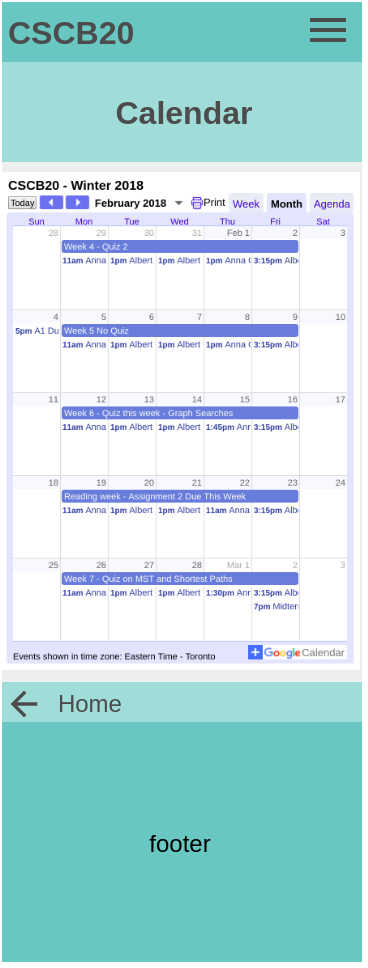 CSCB20
Calendar
CSCB20 - Winter 2018
Today February 2018 Print Week Month Agenda
Sun Mon Tue Wed Thu Fri Sat
28 29 30 31 Feb 1 2 3
Week 4 - Quiz 2
11am Anna 1pm Albert 1pm Albert 1pm Anna 3:15pm
4 5 6 7 8 9 10
Week 5 No Quiz
5pm A1 Du 11am Anna 1pm Albert 1pm Albert 1pm Anna 3:15pm
11 12 13 14 15 16 17
Week 6 - Quiz this week - Graph Searches
11am Anna 1pm Albert 1pm Albert 1:45pm 3:15pm
18 19 20 21 22 23 24
Reading week - Assignment 2 Due This Week
11am Anna 1pm Albert 1pm Albert 11am Anna 3:15pm
25 26 27 28 Mar 1 2 3
Week 7 - Quiz on MST and Shortest Paths
11am Anna 1pm Albert 1pm Albert 1:30pm 3:15pm
7pm
Events shown in time zone: Eastern Time - Toronto
Google Calendar
Home
footer